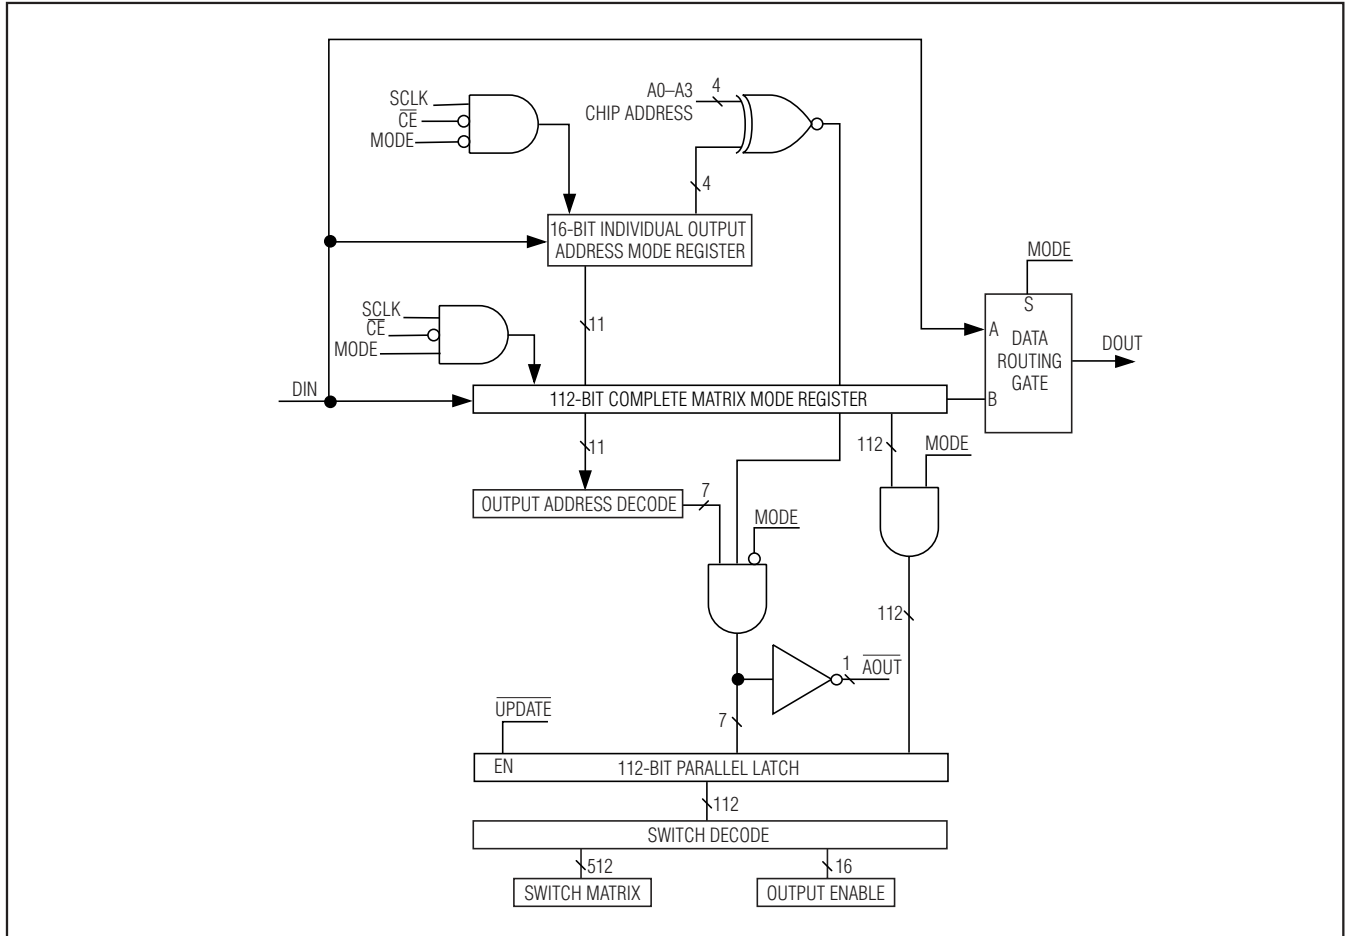 SCLK
CE
MODE
A0–A3
CHIP ADDRESS
4
4
16-BIT INDIVIDUAL OUTPUT
ADDRESS MODE REGISTER
MODE
S
A
DATA
ROUTING
GATE
B
DOUT
SCLK
CE
MODE
11
DIN
112-BIT COMPLETE MATRIX MODE REGISTER
11
112
MODE
OUTPUT ADDRESS DECODE
7
MODE
112
1
AOUT
UPDATE
7
EN
112-BIT PARALLEL LATCH
112
SWITCH DECODE
512
16
SWITCH MATRIX
OUTPUT ENABLE